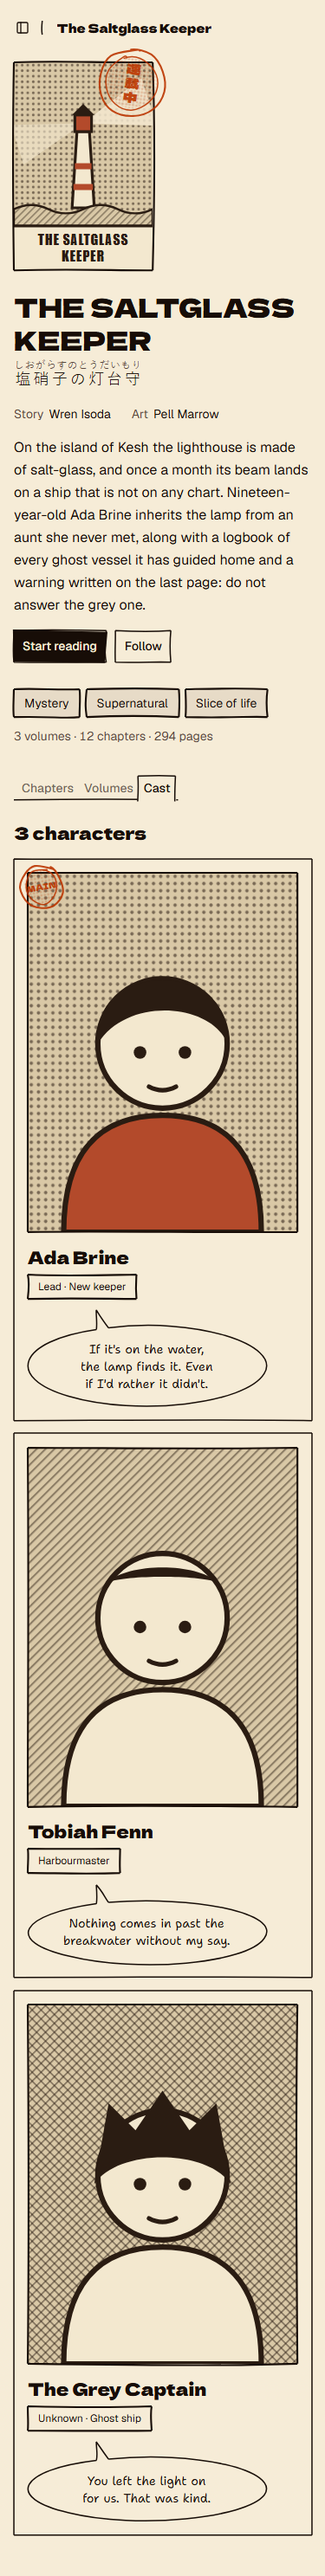 The Saltglass Keeper
連載中
THE SALTGLASS
KEEPER
THE SALTGLASS
KEEPER
しおがらすのとうだいもり
塩硝子の灯台守
Story Wren Isoda Art Pell Marrow
On the island of Kesh the lighthouse is made
of salt-glass, and once a month its beam lands
on a ship that is not on any chart. Nineteen-
year-old Ada Brine inherits the lamp from an
aunt she never met, along with a logbook of
every ghost vessel it has guided home and a
warning written on the last page: do not
answer the grey one.
Start reading Follow
Mystery Supernatural Slice of life
3 volumes · 12 chapters · 294 pages
Chapters Volumes Cast
3 characters
MAIN
Ada Brine
Lead · New keeper
If it's on the water,
the lamp finds it. Even
if I'd rather it didn't.
Tobiah Fenn
Harbourmaster
Nothing comes in past the
breakwater without my say.
The Grey Captain
Unknown · Ghost ship
You left the light on
for us. That was kind.